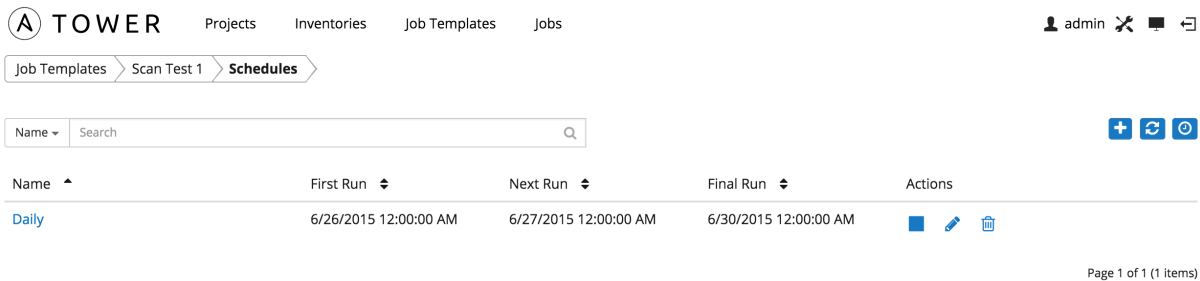 A TOWER Projects Inventories Job Templates Jobs admin
Job Templates Scan Test 1 Schedules
Name Search
Name First Run Next Run Final Run Actions
Daily 6/26/2015 12:00:00 AM 6/27/2015 12:00:00 AM 6/30/2015 12:00:00 AM
Page 1 of 1 (1 items)